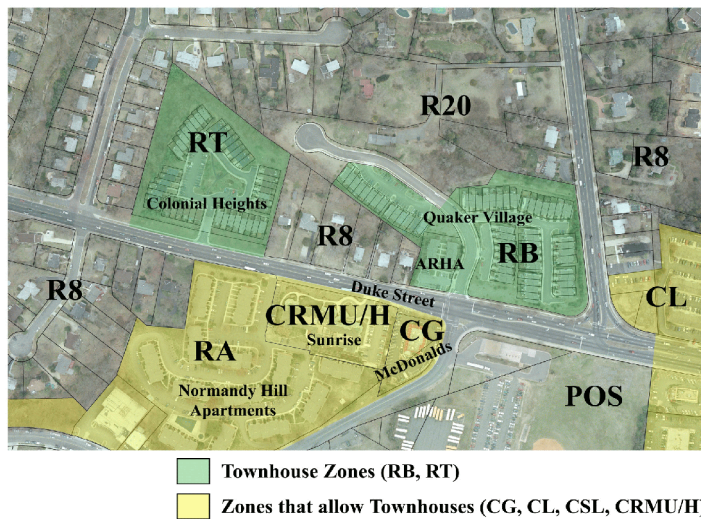 R20
RT
R8
Colonial Heights
Quaker Village
R8
RB
ARHA
R8
Duke Street
CL
CRMU/H
Sunrise
CG
RA
McDonalds
Normandy Hill
Apartments
POS
Townhouse Zones (RB, RT)
Zones that allow Townhouses (CG, CL, CSL, CRMU/H)